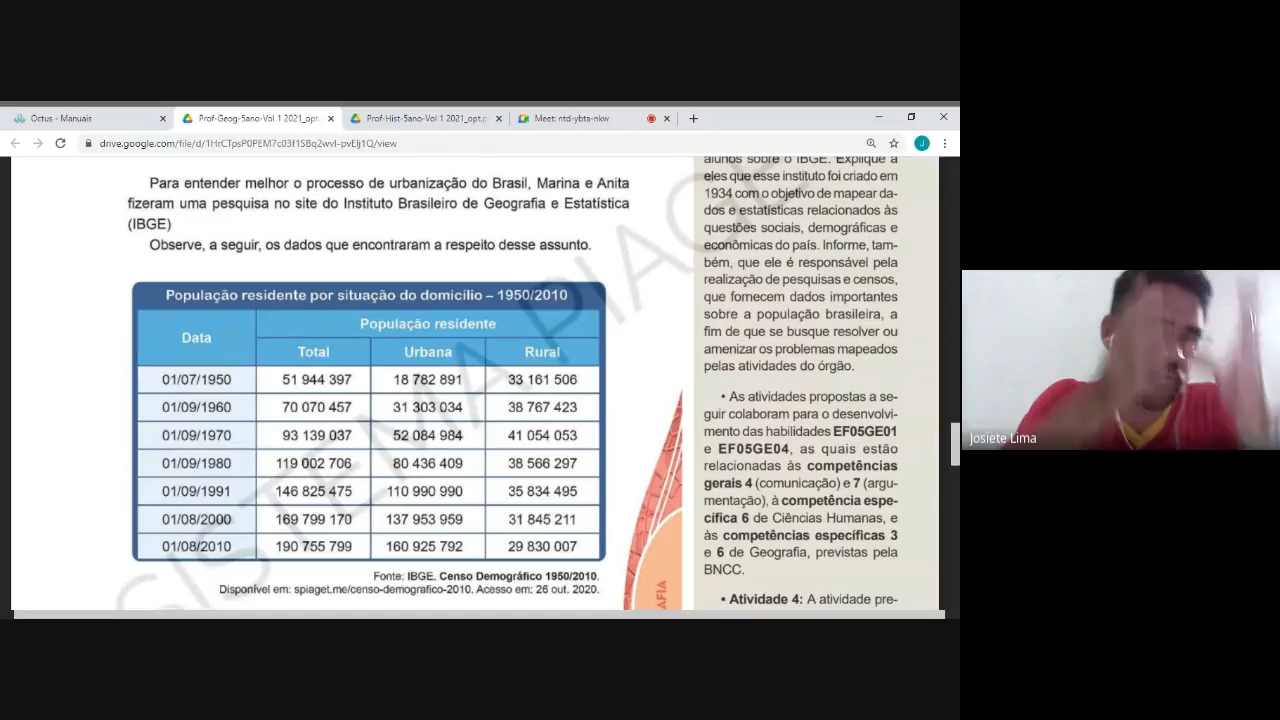 Octus - Manuais
Prof-Geog-5ano-Vol 1 2021_opt.
Prof-Hist-5ano-Vol 1 2021_opt.p
Meet: ntd-ybta-nkw
drive.google.com/file/d/1HrCTpsP0PEM7c03f1SBq2wvI-pvElj1Q/view
J
Para entender melhor o processo de urbanização do Brasil, Marina e Anita
fizeram uma pesquisa no site do Instituto Brasileiro de Geografia e Estatística
(IBGE)
Observe, a seguir, os dados que encontraram a respeito desse assunto.
População residente por situação do domicílio – 1950/2010
Data
População residente
Total Urbana Rural
01/07/1950 51 944 397 18 782 891 33 161 506
01/09/1960 70 070 457 31 303 034 38 767 423
01/09/1970 93 139 037 52 084 984 41 054 053
01/09/1980 119 002 706 80 436 409 38 566 297
01/09/1991 146 825 475 110 990 990 35 834 495
01/08/2000 169 799 170 137 953 959 31 845 211
01/08/2010 190 755 799 160 925 792 29 830 007
Fonte: IBGE. Censo Demográfico 1950/2010.
Disponível em: spiaget.me/censo-demografico-2010. Acesso em: 26 out. 2020.
SISTEMA PIAGET
AFIA
alunos sobre o IBGE. Explique a
eles que esse instituto foi criado em
1934 com o objetivo de mapear da-
dos e estatísticas relacionados às
questões sociais, demográficas e
econômicas do país. Informe, tam-
bém, que ele é responsável pela
realização de pesquisas e censos,
que fornecem dados importantes
sobre a população brasileira, a
fim de que se busque resolver ou
amenizar os problemas mapeados
pelas atividades do órgão.
• As atividades propostas a se-
guir colaboram para o desenvolvi-
mento das habilidades EF05GE01
e EF05GE04, as quais estão
relacionadas às competências
gerais 4 (comunicação) e 7 (argu-
mentação), à competência espe-
cífica 6 de Ciências Humanas, e
às competências específicas 3
e 6 de Geografia, previstas pela
BNCC.
• Atividade 4: A atividade pre-
Josiete Lima